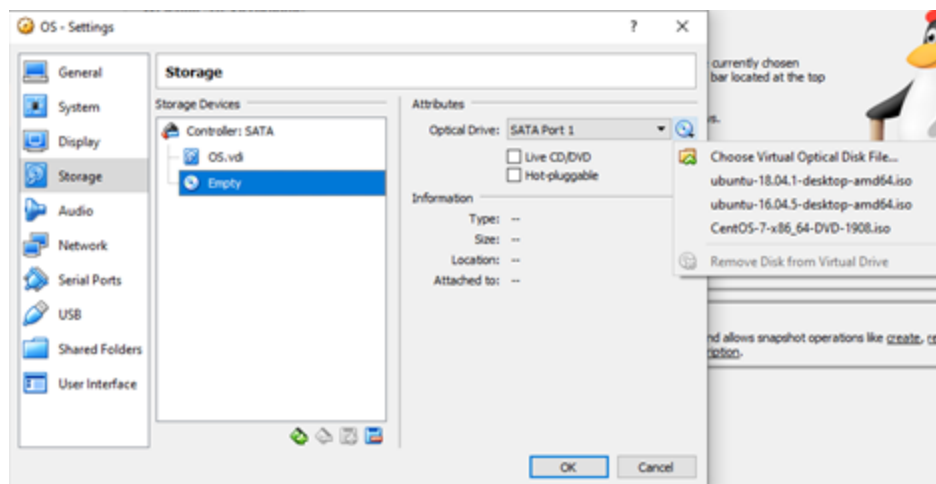 OS - Settings
?
General
System
Display
Storage
Audio
Network
Serial Ports
USB
Shared Folders
User Interface
Storage
Storage Devices
Controller: SATA
OS.vdi
Empty
Attributes
Optical Drive: SATA Port 1
Live CD/DVD
Hot-pluggable
Information
Type: --
Size: --
Location: --
Attached to: --
OK
Cancel
Choose Virtual Optical Disk File...
ubuntu-18.04.1-desktop-amd64.iso
ubuntu-16.04.5-desktop-amd64.iso
CentOS-7-x86_64-DVD-1908.iso
Remove Disk from Virtual Drive
currently chosen
bar located at the top
allows snapshot operations like create,